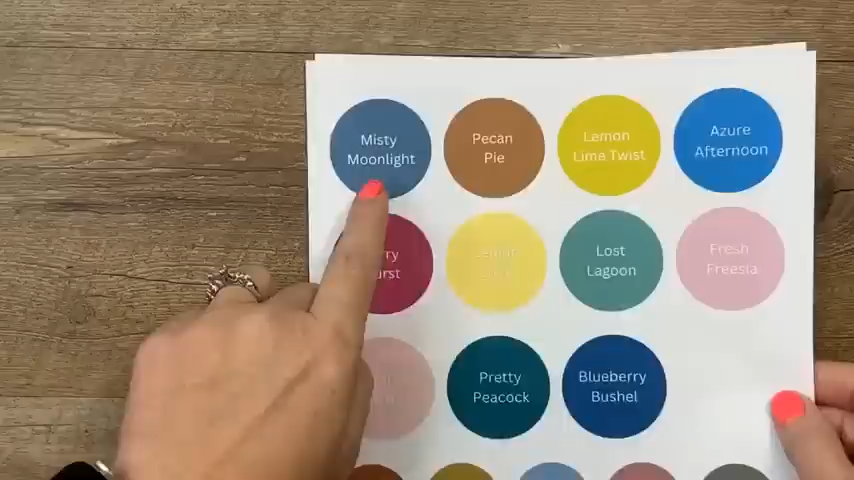 Misty
Moonlight
Pecan
Pie
Lemon
Lime Twist
Azure
Afternoon
Lost
Lagoon
Fresh
Freesia
Pretty
Peacock
Blueberry
Bushel